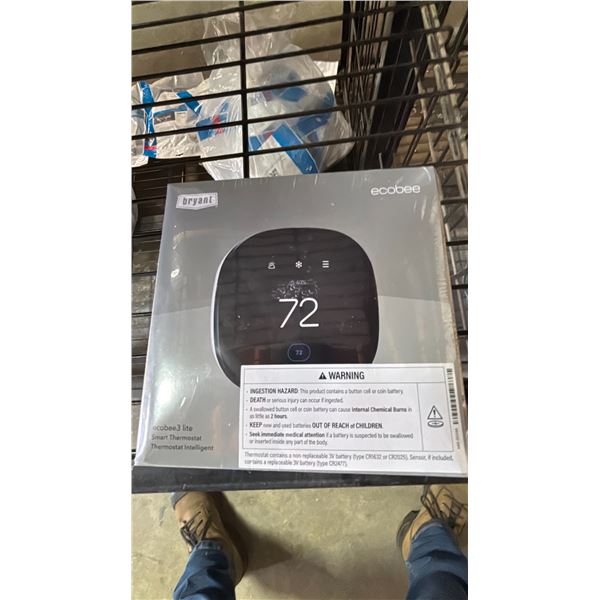 bryant
ecobee
72
72
WARNING
• INGESTION HAZARD: This product contains a button cell or coin battery.
• DEATH or serious injury can occur if ingested.
• A swallowed button cell or coin battery can cause Internal Chemical Burns in
as little as 2 hours.
• KEEP new and used batteries OUT OF REACH of CHILDREN.
• Seek immediate medical attention if a battery is suspected to be swallowed
or inserted inside any part of the body.
Thermostat contains a non replaceable 3V battery (type CR1632 or CR2025). Sensor, if included,
contains a replaceable 3V battery (type CR2477).
ecobee3 lite
Smart Thermostat
Thermostat Intelligent